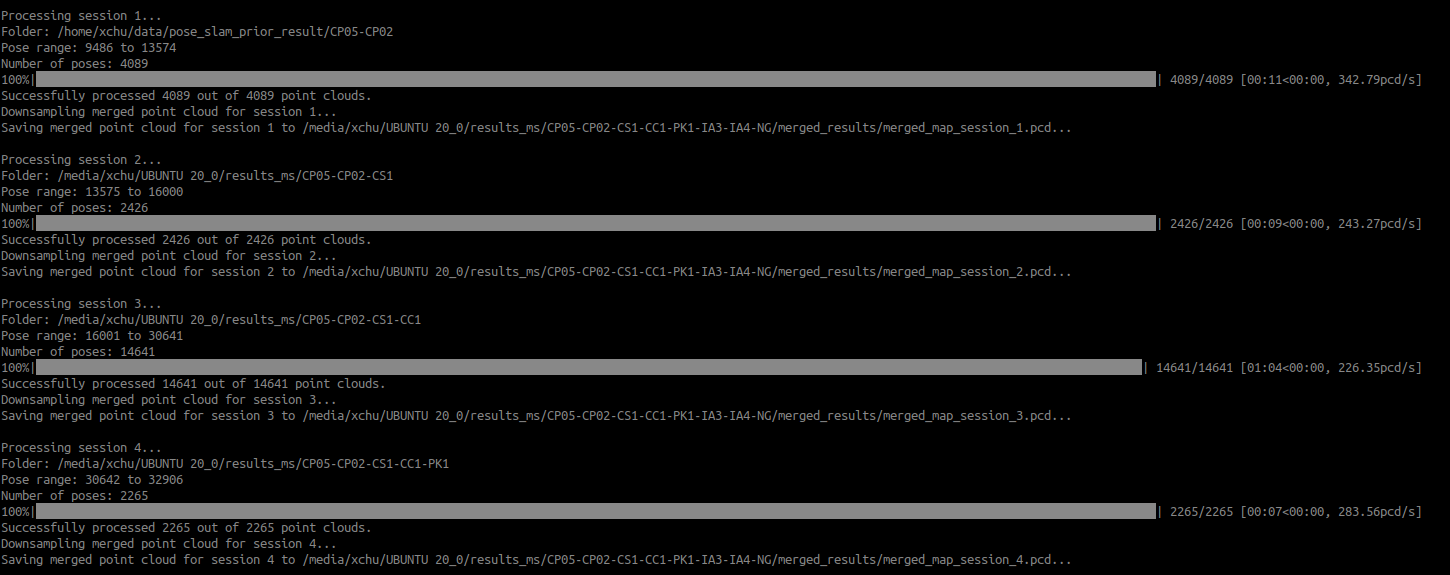 Processing session 1...
Folder: /home/xchu/data/pose_slam_prior_result/CP05-CP02
Pose range: 9486 to 13574
Number of poses: 4089
100%| | 4089/4089 [00:11<00:00, 342.79pcd/s]
Successfully processed 4089 out of 4089 point clouds.
Downsampling merged point cloud for session 1...
Saving merged point cloud for session 1 to /media/xchu/UBUNTU 20_0/results_ms/CP05-CP02-CS1-CC1-PK1-IA3-IA4-NG/merged_results/merged_map_session_1.pcd...
Processing session 2...
Folder: /media/xchu/UBUNTU 20_0/results_ms/CP05-CP02-CS1
Pose range: 13575 to 16000
Number of poses: 2426
100%| | 2426/2426 [00:09<00:00, 243.27pcd/s]
Successfully processed 2426 out of 2426 point clouds.
Downsampling merged point cloud for session 2...
Saving merged point cloud for session 2 to /media/xchu/UBUNTU 20_0/results_ms/CP05-CP02-CS1-CC1-PK1-IA3-IA4-NG/merged_results/merged_map_session_2.pcd...
Processing session 3...
Folder: /media/xchu/UBUNTU 20_0/results_ms/CP05-CP02-CS1-CC1
Pose range: 16001 to 30641
Number of poses: 14641
100%| | 14641/14641 [01:04<00:00, 226.35pcd/s]
Successfully processed 14641 out of 14641 point clouds.
Downsampling merged point cloud for session 3...
Saving merged point cloud for session 3 to /media/xchu/UBUNTU 20_0/results_ms/CP05-CP02-CS1-CC1-PK1-IA3-IA4-NG/merged_results/merged_map_session_3.pcd...
Processing session 4...
Folder: /media/xchu/UBUNTU 20_0/results_ms/CP05-CP02-CS1-CC1-PK1
Pose range: 30642 to 32906
Number of poses: 2265
100%| | 2265/2265 [00:07<00:00, 283.56pcd/s]
Successfully processed 2265 out of 2265 point clouds.
Downsampling merged point cloud for session 4...
Saving merged point cloud for session 4 to /media/xchu/UBUNTU 20_0/results_ms/CP05-CP02-CS1-CC1-PK1-IA3-IA4-NG/merged_results/merged_map_session_4.pcd...